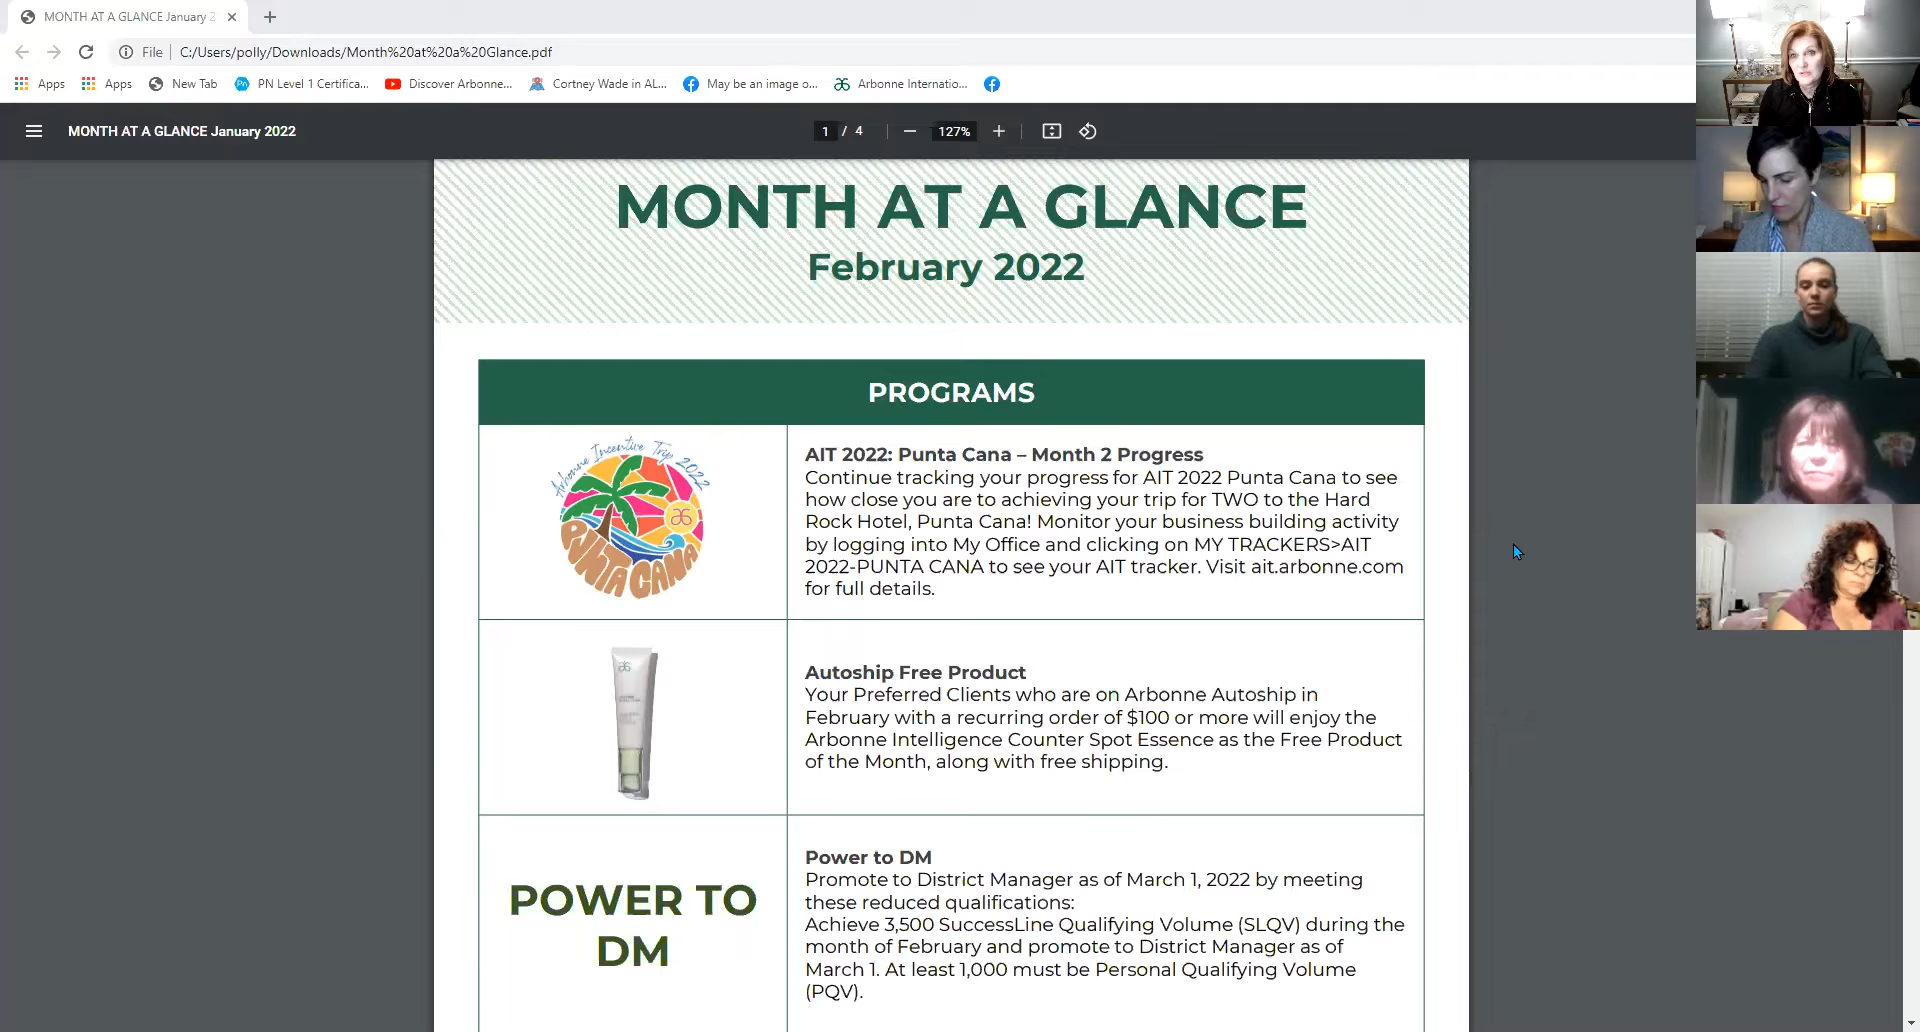 MONTH AT A GLANCE January 2
File
C:/Users/polly/Downloads/Month%20at%20a%20Glance.pdf
Apps
Apps
New Tab
PN Level 1 Certifica...
Discover Arbonne...
Cortney Wade in AL...
May be an image o...
Arbonne Internatio...
MONTH AT A GLANCE January 2022
1 / 4
127%
MONTH AT A GLANCE
February 2022
PROGRAMS
Arbonne Incentive Trip 2022
PUNTA CANA
AIT 2022: Punta Cana – Month 2 Progress
Continue tracking your progress for AIT 2022 Punta Cana to see
how close you are to achieving your trip for TWO to the Hard
Rock Hotel, Punta Cana! Monitor your business building activity
by logging into My Office and clicking on MY TRACKERS>AIT
2022-PUNTA CANA to see your AIT tracker. Visit ait.arbonne.com
for full details.
Autoship Free Product
Your Preferred Clients who are on Arbonne Autoship in
February with a recurring order of $100 or more will enjoy the
Arbonne Intelligence Counter Spot Essence as the Free Product
of the Month, along with free shipping.
POWER TO
DM
Power to DM
Promote to District Manager as of March 1, 2022 by meeting
these reduced qualifications:
Achieve 3,500 SuccessLine Qualifying Volume (SLQV) during the
month of February and promote to District Manager as of
March 1. At least 1,000 must be Personal Qualifying Volume
(PQV).